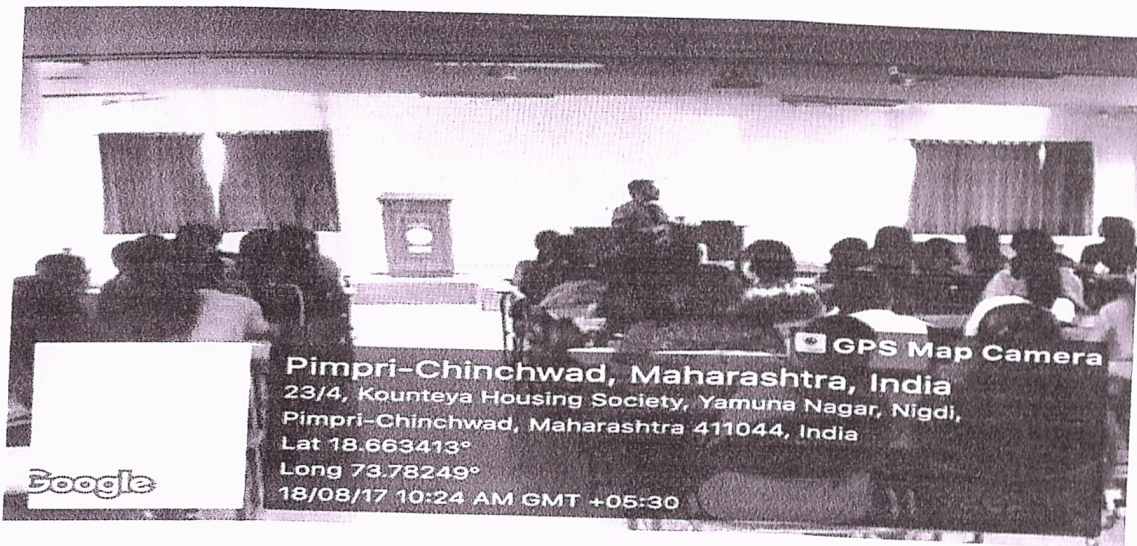 GPS Map Camera
Pimpri-Chinchwad, Maharashtra, India
23/4, Kounteya Housing Society, Yamuna Nagar, Nigdi,
Pimpri-Chinchwad, Maharashtra 411044, India
Lat 18.663413°
Long 73.78249°
18/08/17 10:24 AM GMT +05:30
Google